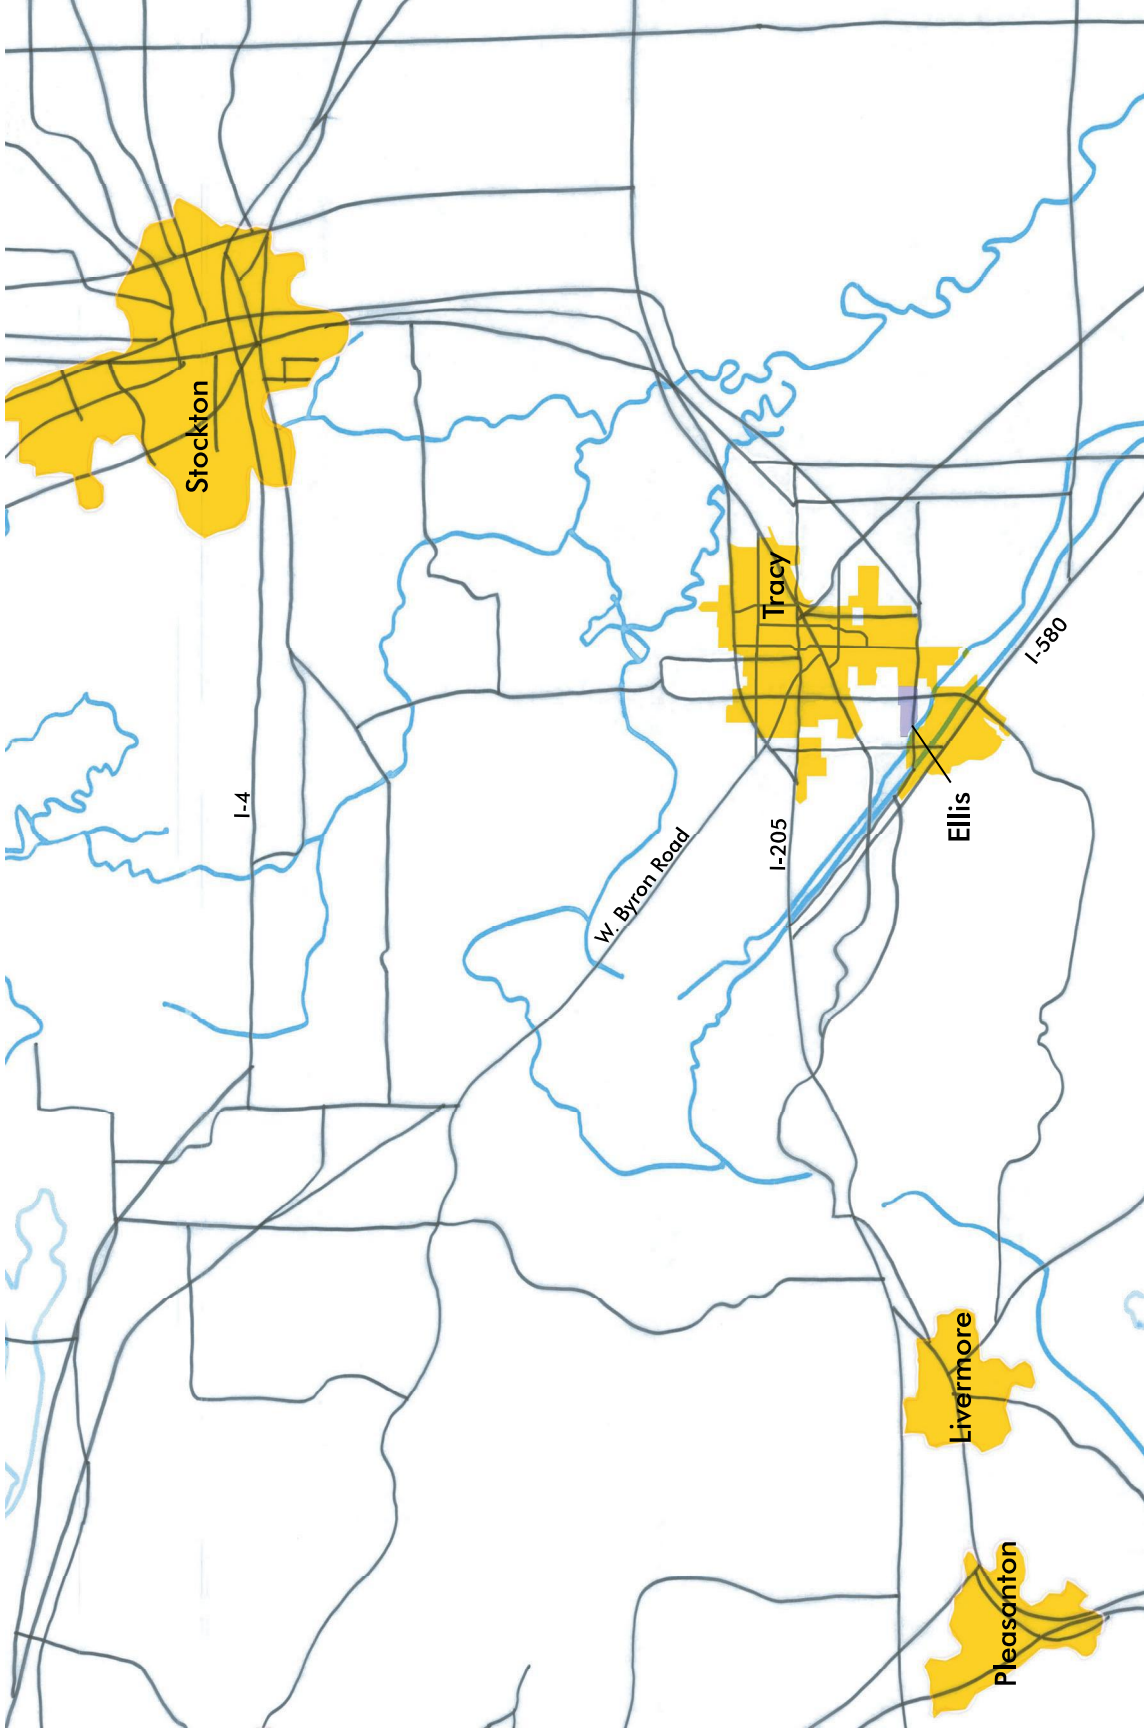 Stockton
I-4
Tracy
I-580
W. Byron Road
I-205
Ellis
Livermore
Pleasanton